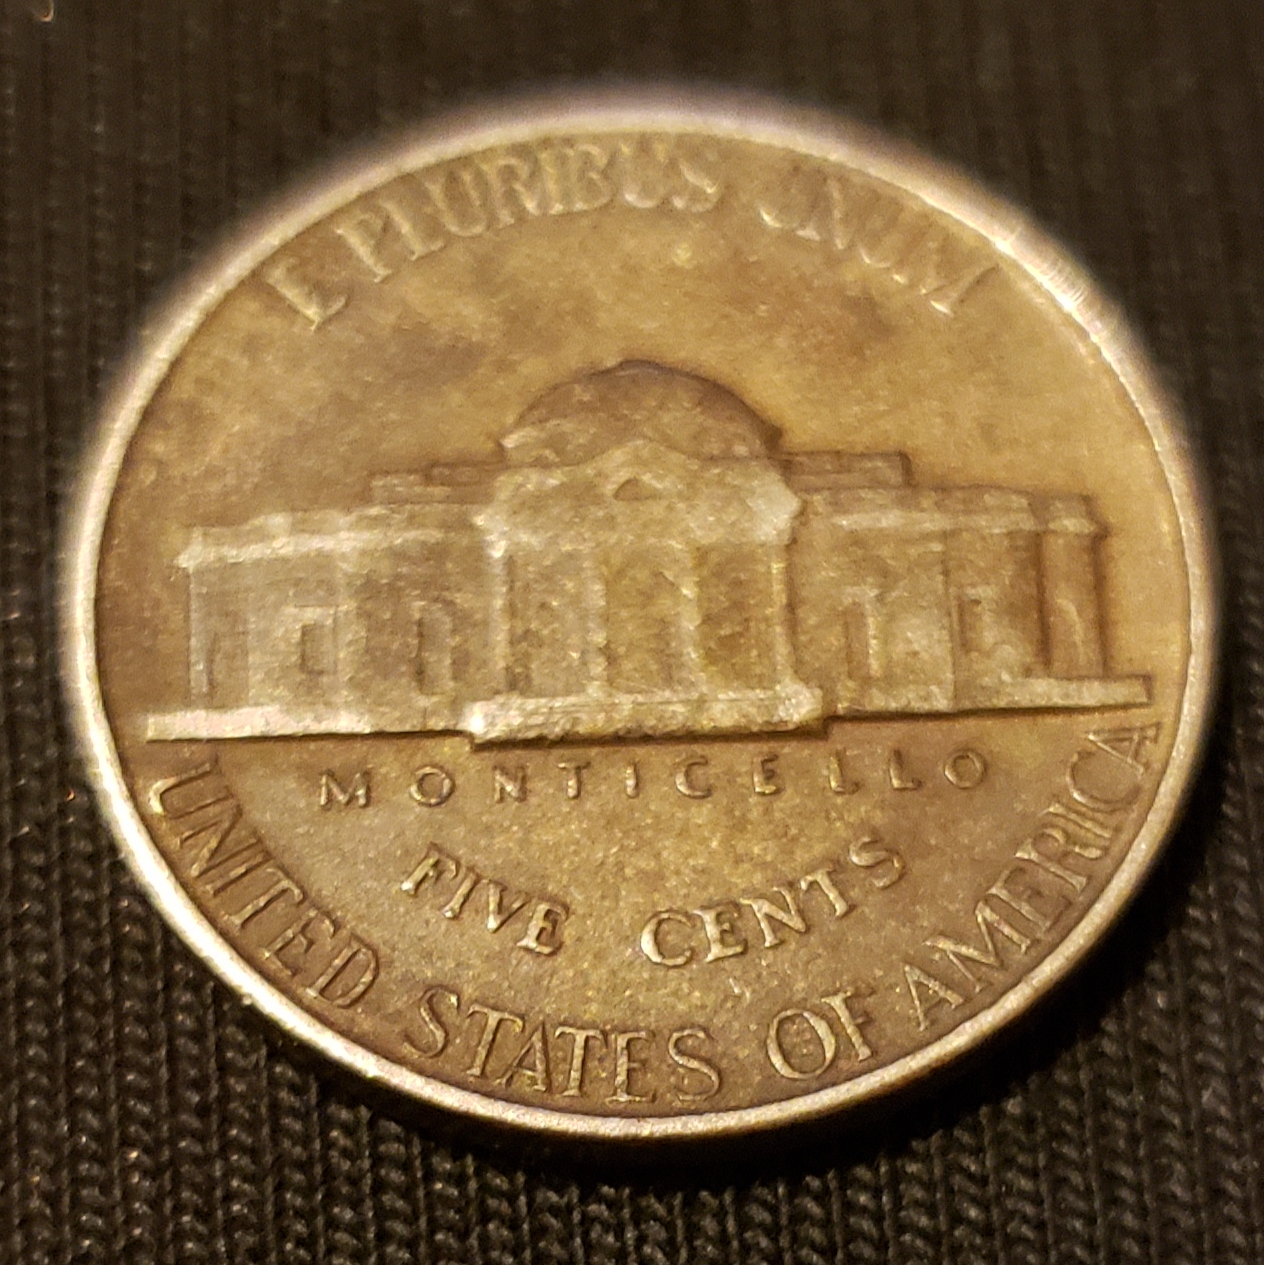 E PLURIBUS UNUM
MONTICELLO
FIVE CENTS
UNITED STATES OF AMERICA